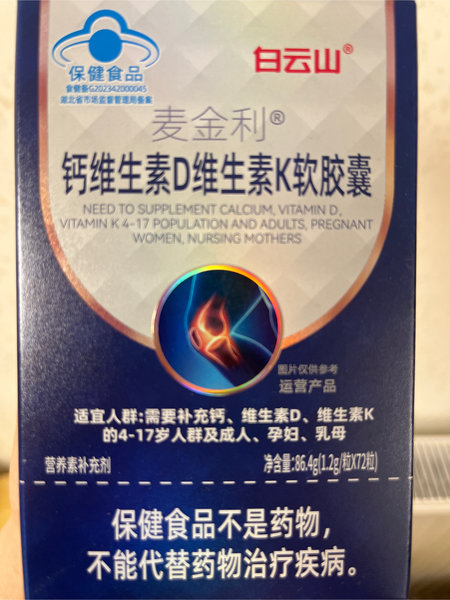 保健食品
食健备G202342000045
湖北省市场监督管理局备案
白云山®
麦金利®
钙维生素D维生素K软胶囊
NEED TO SUPPLEMENT CALCIUM, VITAMIN D,
VITAMIN K 4-17 POPULATION AND ADULTS, PREGNANT
WOMEN, NURSING MOTHERS
图片仅供参考
运营产品
适宜人群:需要补充钙、维生素D、维生素K
的4-17岁人群及成人、孕妇、乳母
营养素补充剂
净含量:86.4g(1.2g/粒X72粒)
保健食品不是药物,
不能代替药物治疗疾病。